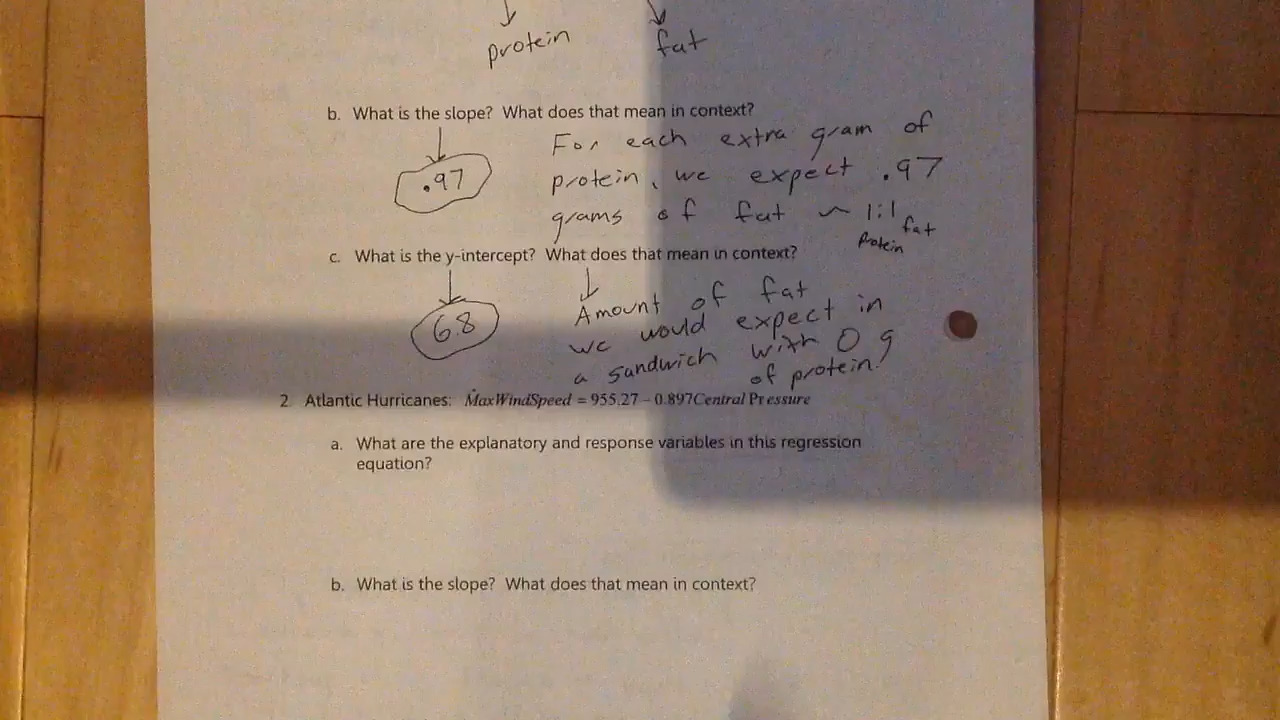 protein fat
b. What is the slope? What does that mean in context?
.97
For each extra gram of
protein, we expect .97
grams of fat ~ 1:1
Protein fat
c. What is the y-intercept? What does that mean in context?
6.8
Amount of fat
we would expect in
a sandwich with 0 g
of protein.
2 Atlantic Hurricanes: MaxWindSpeed = 955.27 - 0.897Central Pressure
a. What are the explanatory and response variables in this regression
equation?
b. What is the slope? What does that mean in context?